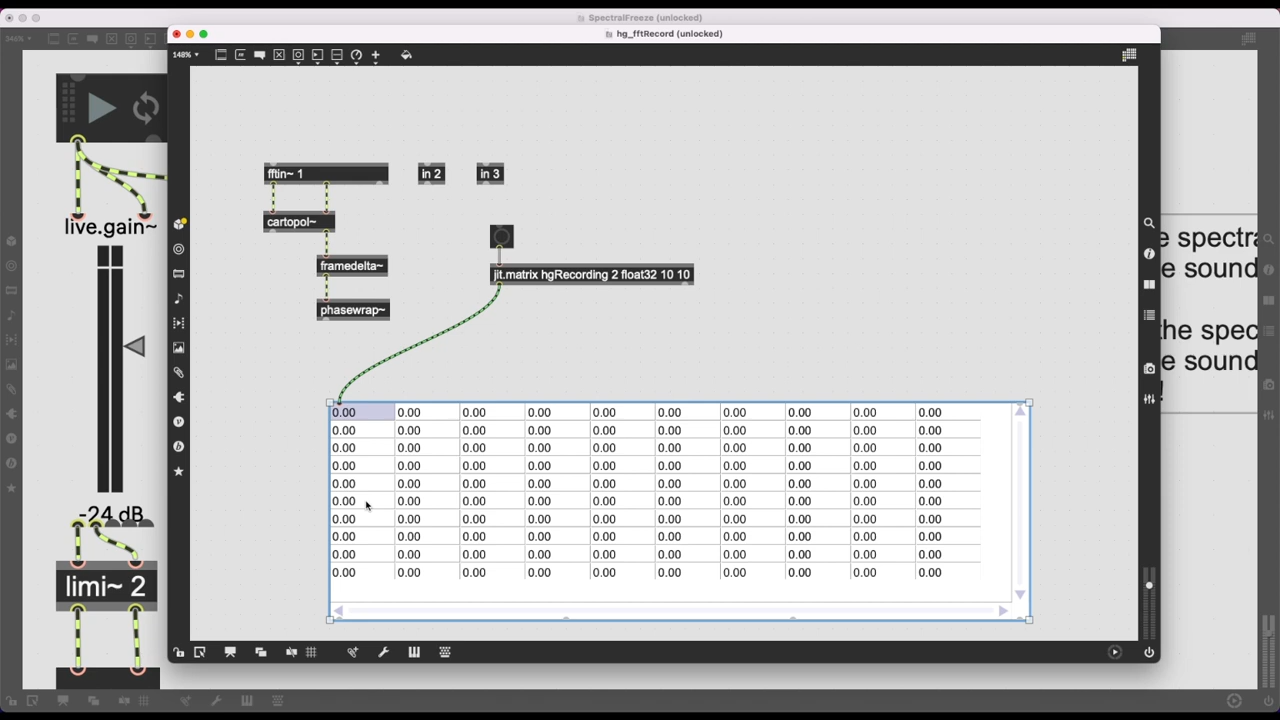 SpectralFreeze (unlocked)
hg_fftRecord (unlocked)
346%
148%
fftin~ 1
in 2
in 3
cartopol~
live.gain~
framedelta~
jit.matrix hgRecording 2 float32 10 10
phasewrap~
e spectra
e sound
the spec
e sound
!
0.00 0.00 0.00 0.00 0.00 0.00 0.00 0.00 0.00 0.00
0.00 0.00 0.00 0.00 0.00 0.00 0.00 0.00 0.00 0.00
0.00 0.00 0.00 0.00 0.00 0.00 0.00 0.00 0.00 0.00
0.00 0.00 0.00 0.00 0.00 0.00 0.00 0.00 0.00 0.00
0.00 0.00 0.00 0.00 0.00 0.00 0.00 0.00 0.00 0.00
0.00 0.00 0.00 0.00 0.00 0.00 0.00 0.00 0.00 0.00
0.00 0.00 0.00 0.00 0.00 0.00 0.00 0.00 0.00 0.00
0.00 0.00 0.00 0.00 0.00 0.00 0.00 0.00 0.00 0.00
0.00 0.00 0.00 0.00 0.00 0.00 0.00 0.00 0.00 0.00
0.00 0.00 0.00 0.00 0.00 0.00 0.00 0.00 0.00 0.00
-24 dB
limi~ 2